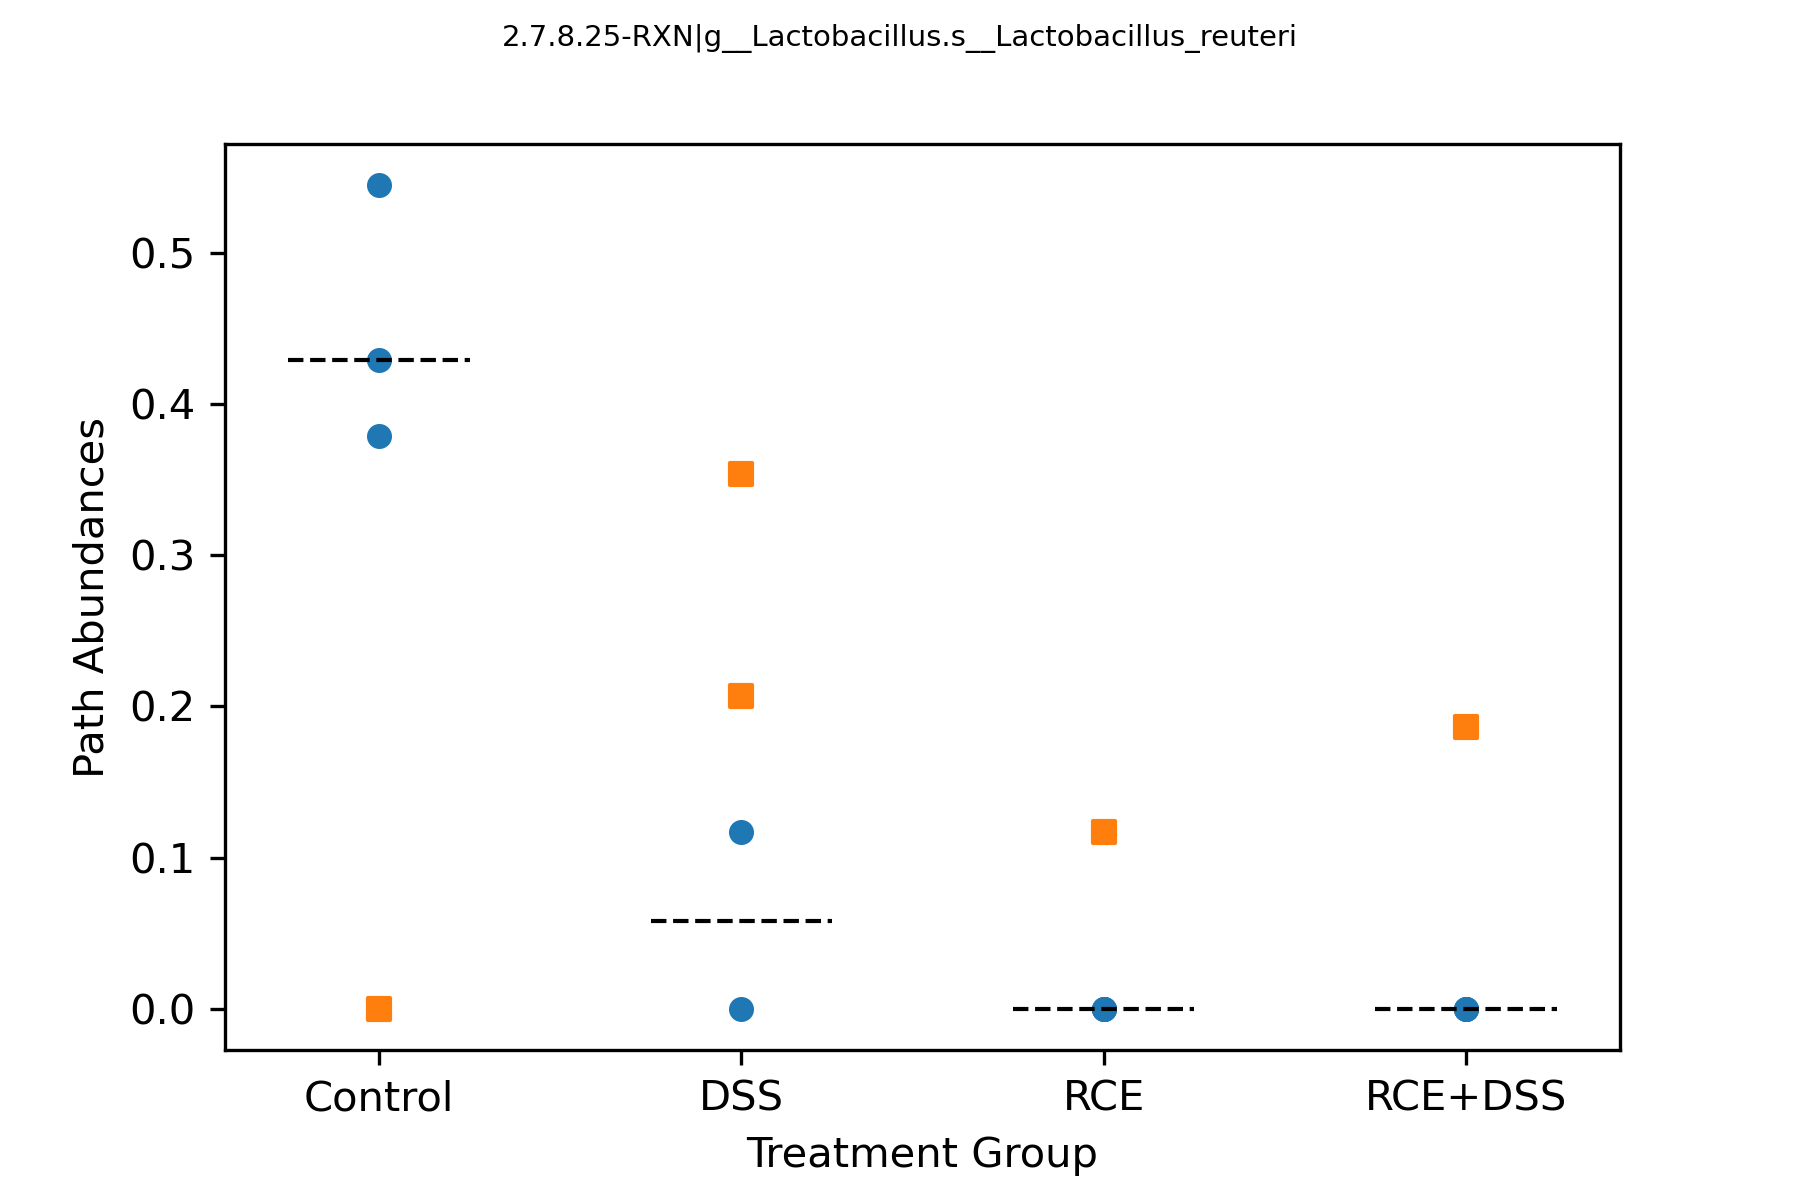 2.7.8.25-RXN|g__Lactobacillus.s__Lactobacillus_reuteri
Path Abundances
0.5
0.4
0.3
0.2
0.1
0.0
Control DSS RCE RCE+DSS
Treatment Group